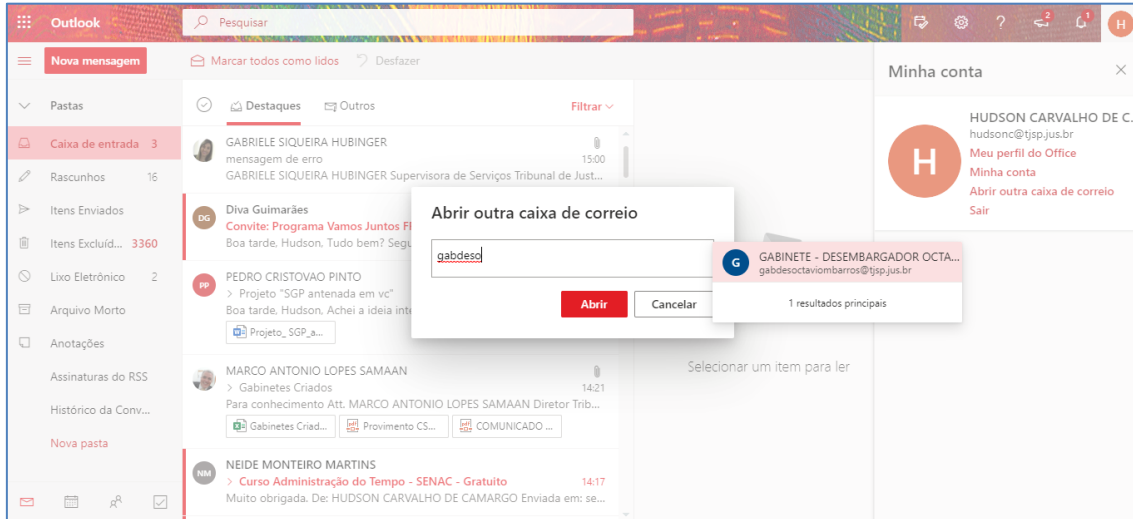 Outlook
Pesquisar
2
1
H
Nova mensagem
Marcar todos como lidos
Desfazer
Minha conta
Pastas
Caixa de entrada 3
Rascunhos 16
Itens Enviados
Itens Excluíd... 3360
Lixo Eletrônico 2
Arquivo Morto
Anotações
Assinaturas do RSS
Histórico da Conv...
Nova pasta
Destaques
Outros
Filtrar
GABRIELE SIQUEIRA HUBINGER
mensagem de erro 15:00
GABRIELE SIQUEIRA HUBINGER Supervisora de Serviços Tribunal de Just...
DG
Diva Guimarães
Convite: Programa Vamos Juntos
Boa tarde, Hudson, Tudo bem?
PP
PEDRO CRISTOVAO PINTO
> Projeto "SGP antenada em vc"
Boa tarde, Hudson, Achei a ideia
Projeto_ SGP_a...
MARCO ANTONIO LOPES SAMAAN
> Gabinetes Criados 14:21
Para conhecimento Att. MARCO ANTONIO LOPES SAMAAN Diretor Trib...
Gabinetes Criad...
Provimento CS...
COMUNICADO ...
NM
NEIDE MONTEIRO MARTINS
> Curso Administração do Tempo - SENAC - Gratuito 14:17
Muito obrigada. De: HUDSON CARVALHO DE CAMARGO Enviada em: se...
Abrir outra caixa de correio
gabdeso
Abrir
Cancelar
G
GABINETE - DESEMBARGADOR OCTA...
gabdesoctaviombarros@tjsp.jus.br
1 resultados principais
Selecionar um item para ler
H
HUDSON CARVALHO DE C.
hudsonc@tjsp.jus.br
Meu perfil do Office
Minha conta
Abrir outra caixa de correio
Sair